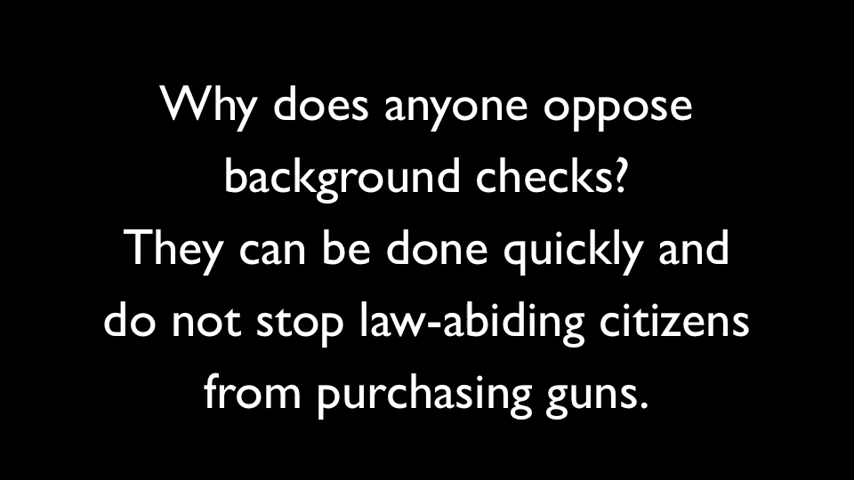 Why does anyone oppose
background checks?
They can be done quickly and
do not stop law-abiding citizens
from purchasing guns.